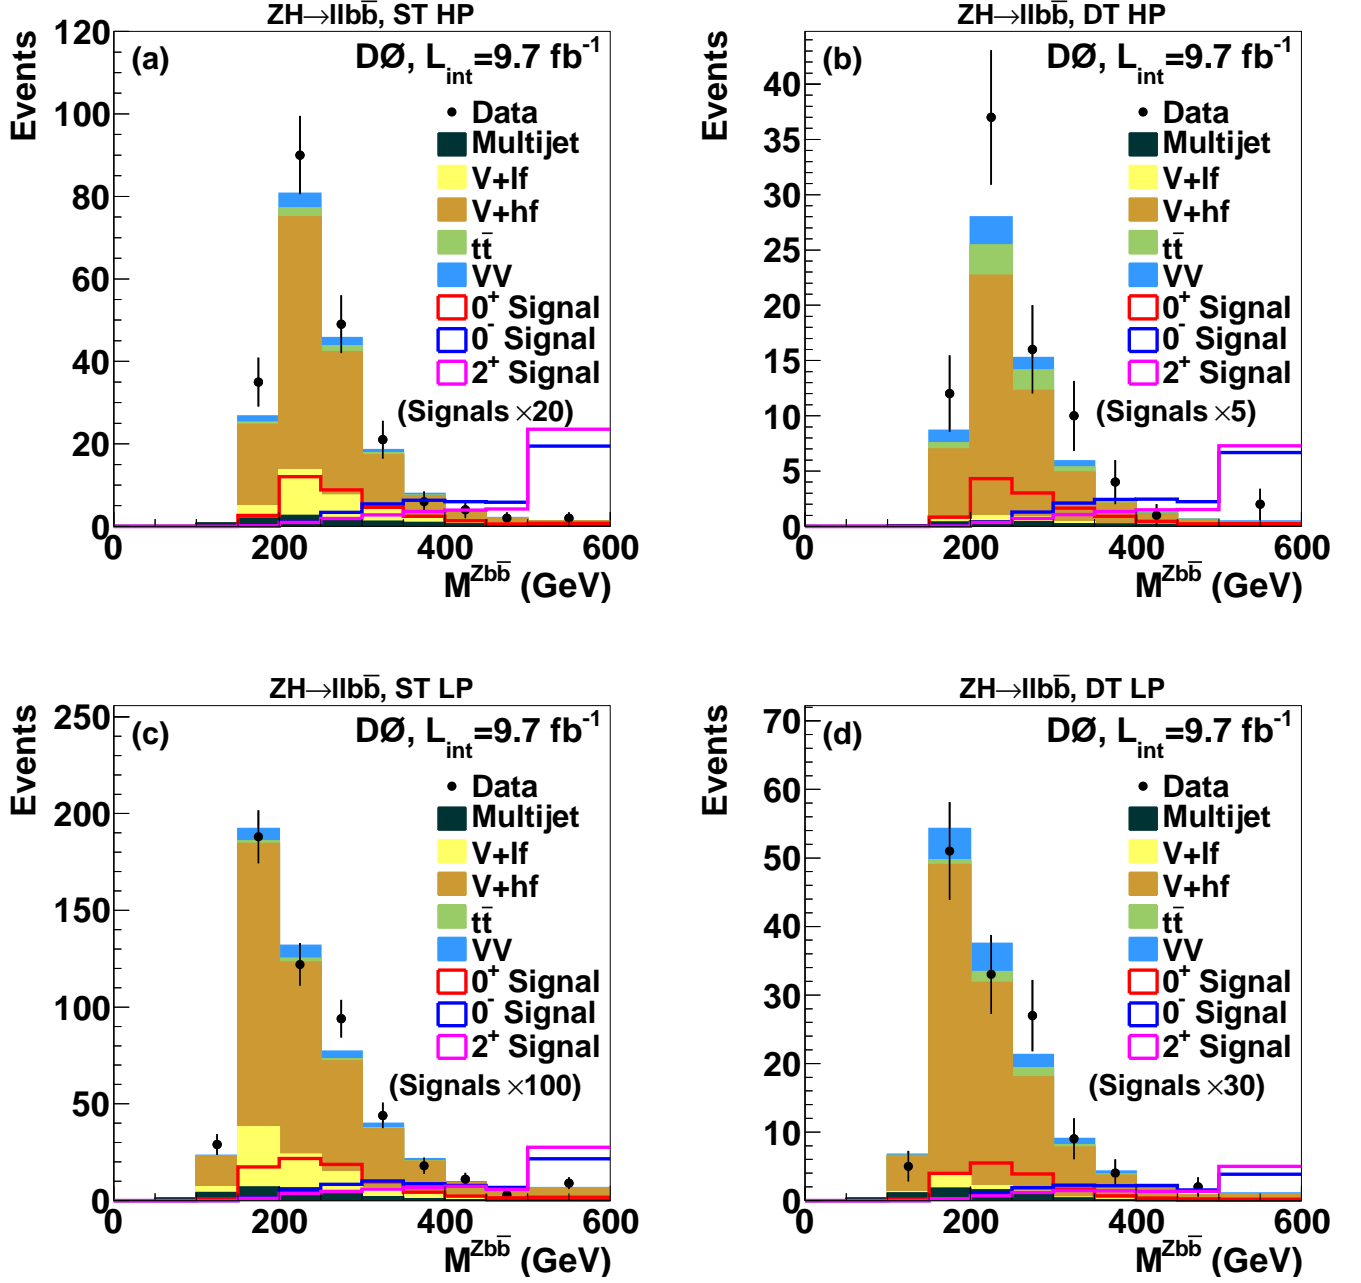 ZH→llbb̄, ST HP
(a)
DØ, L_int=9.7 fb⁻¹
Events
120
100
80
60
40
20
0
Data
Multijet
V+lf
V+hf
tt̄
VV
0⁺ Signal
0⁻ Signal
2⁺ Signal
(Signals ×20)
0 200 400 600
M^Zbb̄ (GeV)
ZH→llbb̄, DT HP
(b)
DØ, L_int=9.7 fb⁻¹
Events
40
35
30
25
20
15
10
5
0
Data
Multijet
V+lf
V+hf
tt̄
VV
0⁺ Signal
0⁻ Signal
2⁺ Signal
(Signals ×5)
0 200 400 600
M^Zbb̄ (GeV)
ZH→llbb̄, ST LP
(c)
DØ, L_int=9.7 fb⁻¹
Events
250
200
150
100
50
0
Data
Multijet
V+lf
V+hf
tt̄
VV
0⁺ Signal
0⁻ Signal
2⁺ Signal
(Signals ×100)
0 200 400 600
M^Zbb̄ (GeV)
ZH→llbb̄, DT LP
(d)
DØ, L_int=9.7 fb⁻¹
Events
70
60
50
40
30
20
10
0
Data
Multijet
V+lf
V+hf
tt̄
VV
0⁺ Signal
0⁻ Signal
2⁺ Signal
(Signals ×30)
0 200 400 600
M^Zbb̄ (GeV)